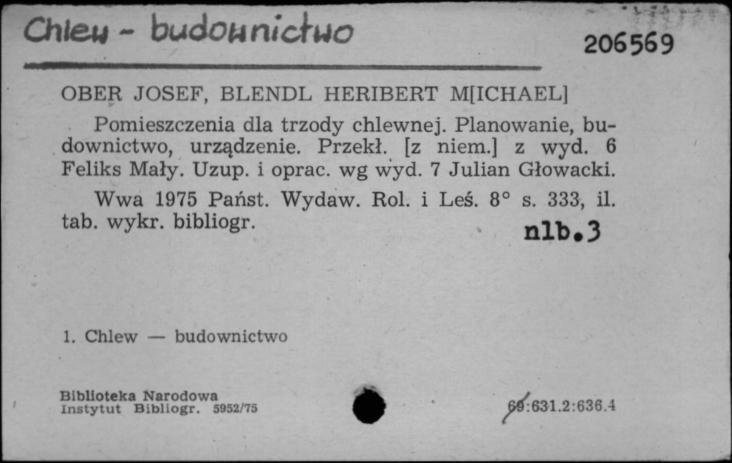 Chlew - budownictwo
206569
OBER JOSEF, BLENDL HERIBERT M[ICHAEL]
Pomieszczenia dla trzody chlewnej. Planowanie, bu-
downictwo, urządzenie. Przekł. [z niem.] z wyd. 6
Feliks Mały. Uzup. i oprac. wg wyd. 7 Julian Głowacki.
Wwa 1975 Państ. Wydaw. Rol. i Leś. 8° s. 333, il.
tab. wykr. bibliogr.
nlb.3
1. Chlew — budownictwo
Biblioteka Narodowa
Instytut Bibliogr. 5952/75
69:631.2:636.4